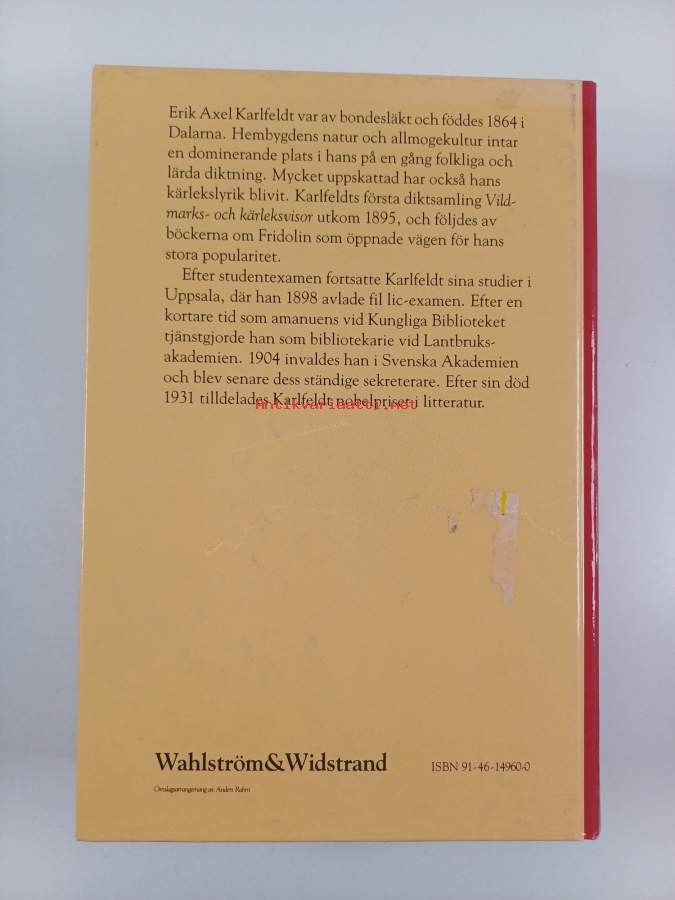 Erik Axel Karlfeldt var av bondesläkt och föddes 1864 i
Dalarna. Hembygdens natur och allmogekultur intar
en dominerande plats i hans på en gång folkliga och
lärda diktning. Mycket uppskattad har också hans
kärlekslyrik blivit. Karlfeldts första diktsamling Vild-
marks- och kärleksvisor utkom 1895, och följdes av
böckerna om Fridolin som öppnade vägen för hans
stora popularitet.
Efter studentexamen fortsatte Karlfeldt sina studier i
Uppsala, där han 1898 avlade fil lic-examen. Efter en
kortare tid som amanuens vid Kungliga Biblioteket
tjänstgjorde han som bibliotekarie vid Lantbruks-
akademien. 1904 invaldes han i Svenska Akademien
och blev senare dess ständige sekreterare. Efter sin död
1931 tilldelades Karlfeldt nobelpriset i litteratur.
Antikvariaatti.net
Wahlström&Widstrand
ISBN 91-46-14960-0
Omslagsarrangemang av Anders Rahm